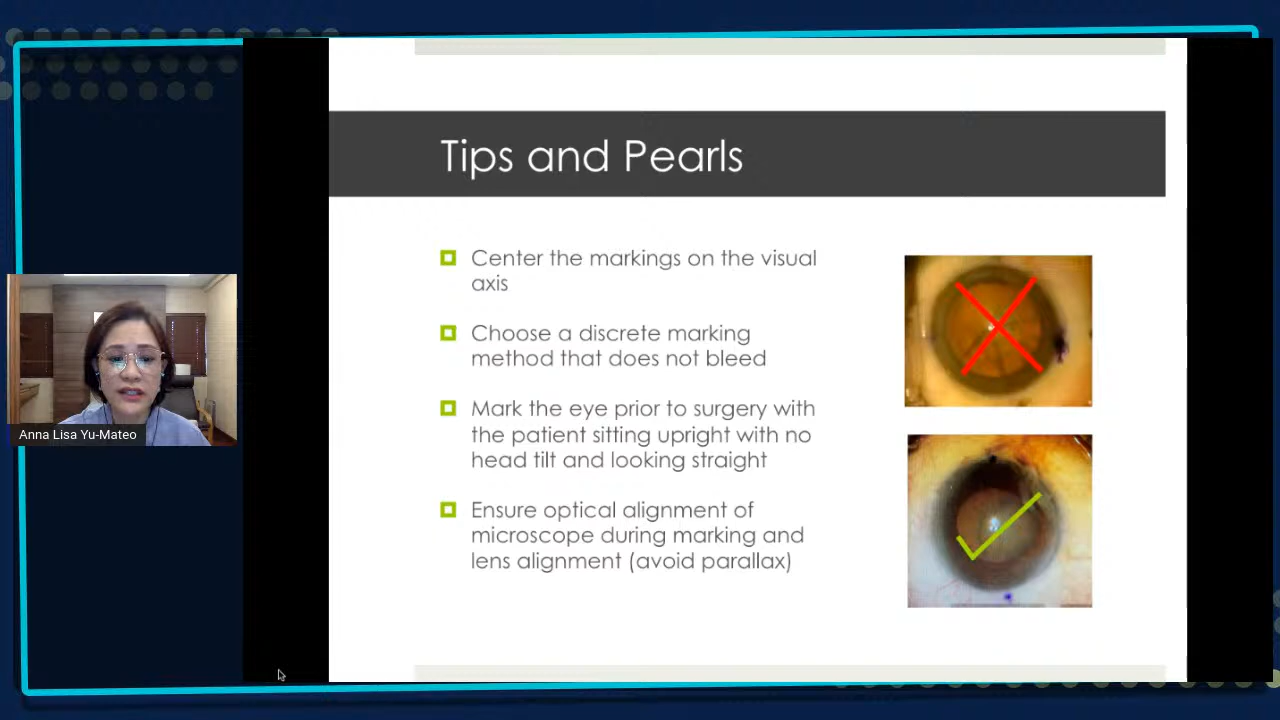 Tips and Pearls
Center the markings on the visual
axis
Choose a discrete marking
method that does not bleed
Mark the eye prior to surgery with
the patient sitting upright with no
head tilt and looking straight
Ensure optical alignment of
microscope during marking and
lens alignment (avoid parallax)
Anna Lisa Yu-Mateo